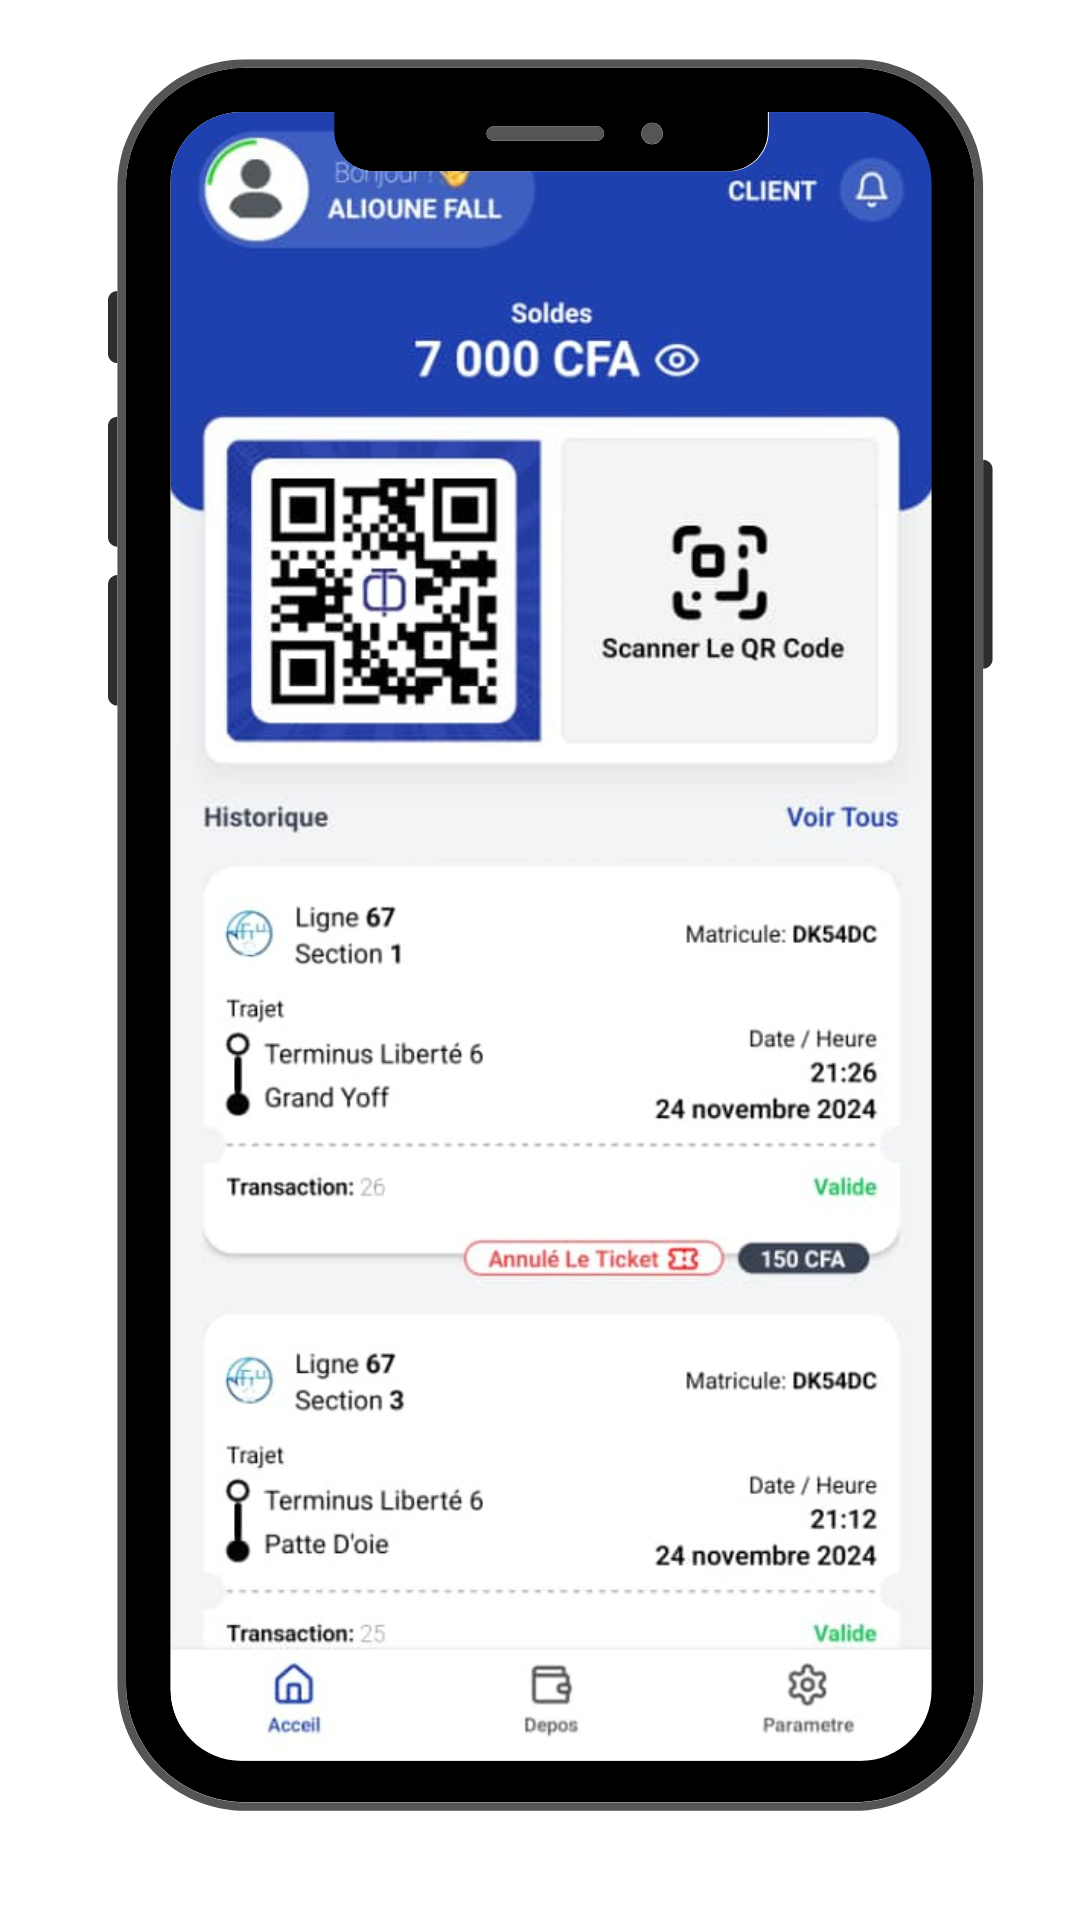 Bonjour ! 👋
ALIOUNE FALL
CLIENT
Soldes
7 000 CFA
Scanner Le QR Code
Historique
Voir Tous
Ligne 67
Section 1
Matricule: DK54DC
Trajet
Terminus Liberté 6
Grand Yoff
Date / Heure
21:26
24 novembre 2024
Transaction: 26
Valide
Annulé Le Ticket
150 CFA
Ligne 67
Section 3
Matricule: DK54DC
Trajet
Terminus Liberté 6
Patte D'oie
Date / Heure
21:12
24 novembre 2024
Transaction: 25
Valide
Acceil
Depos
Parametre